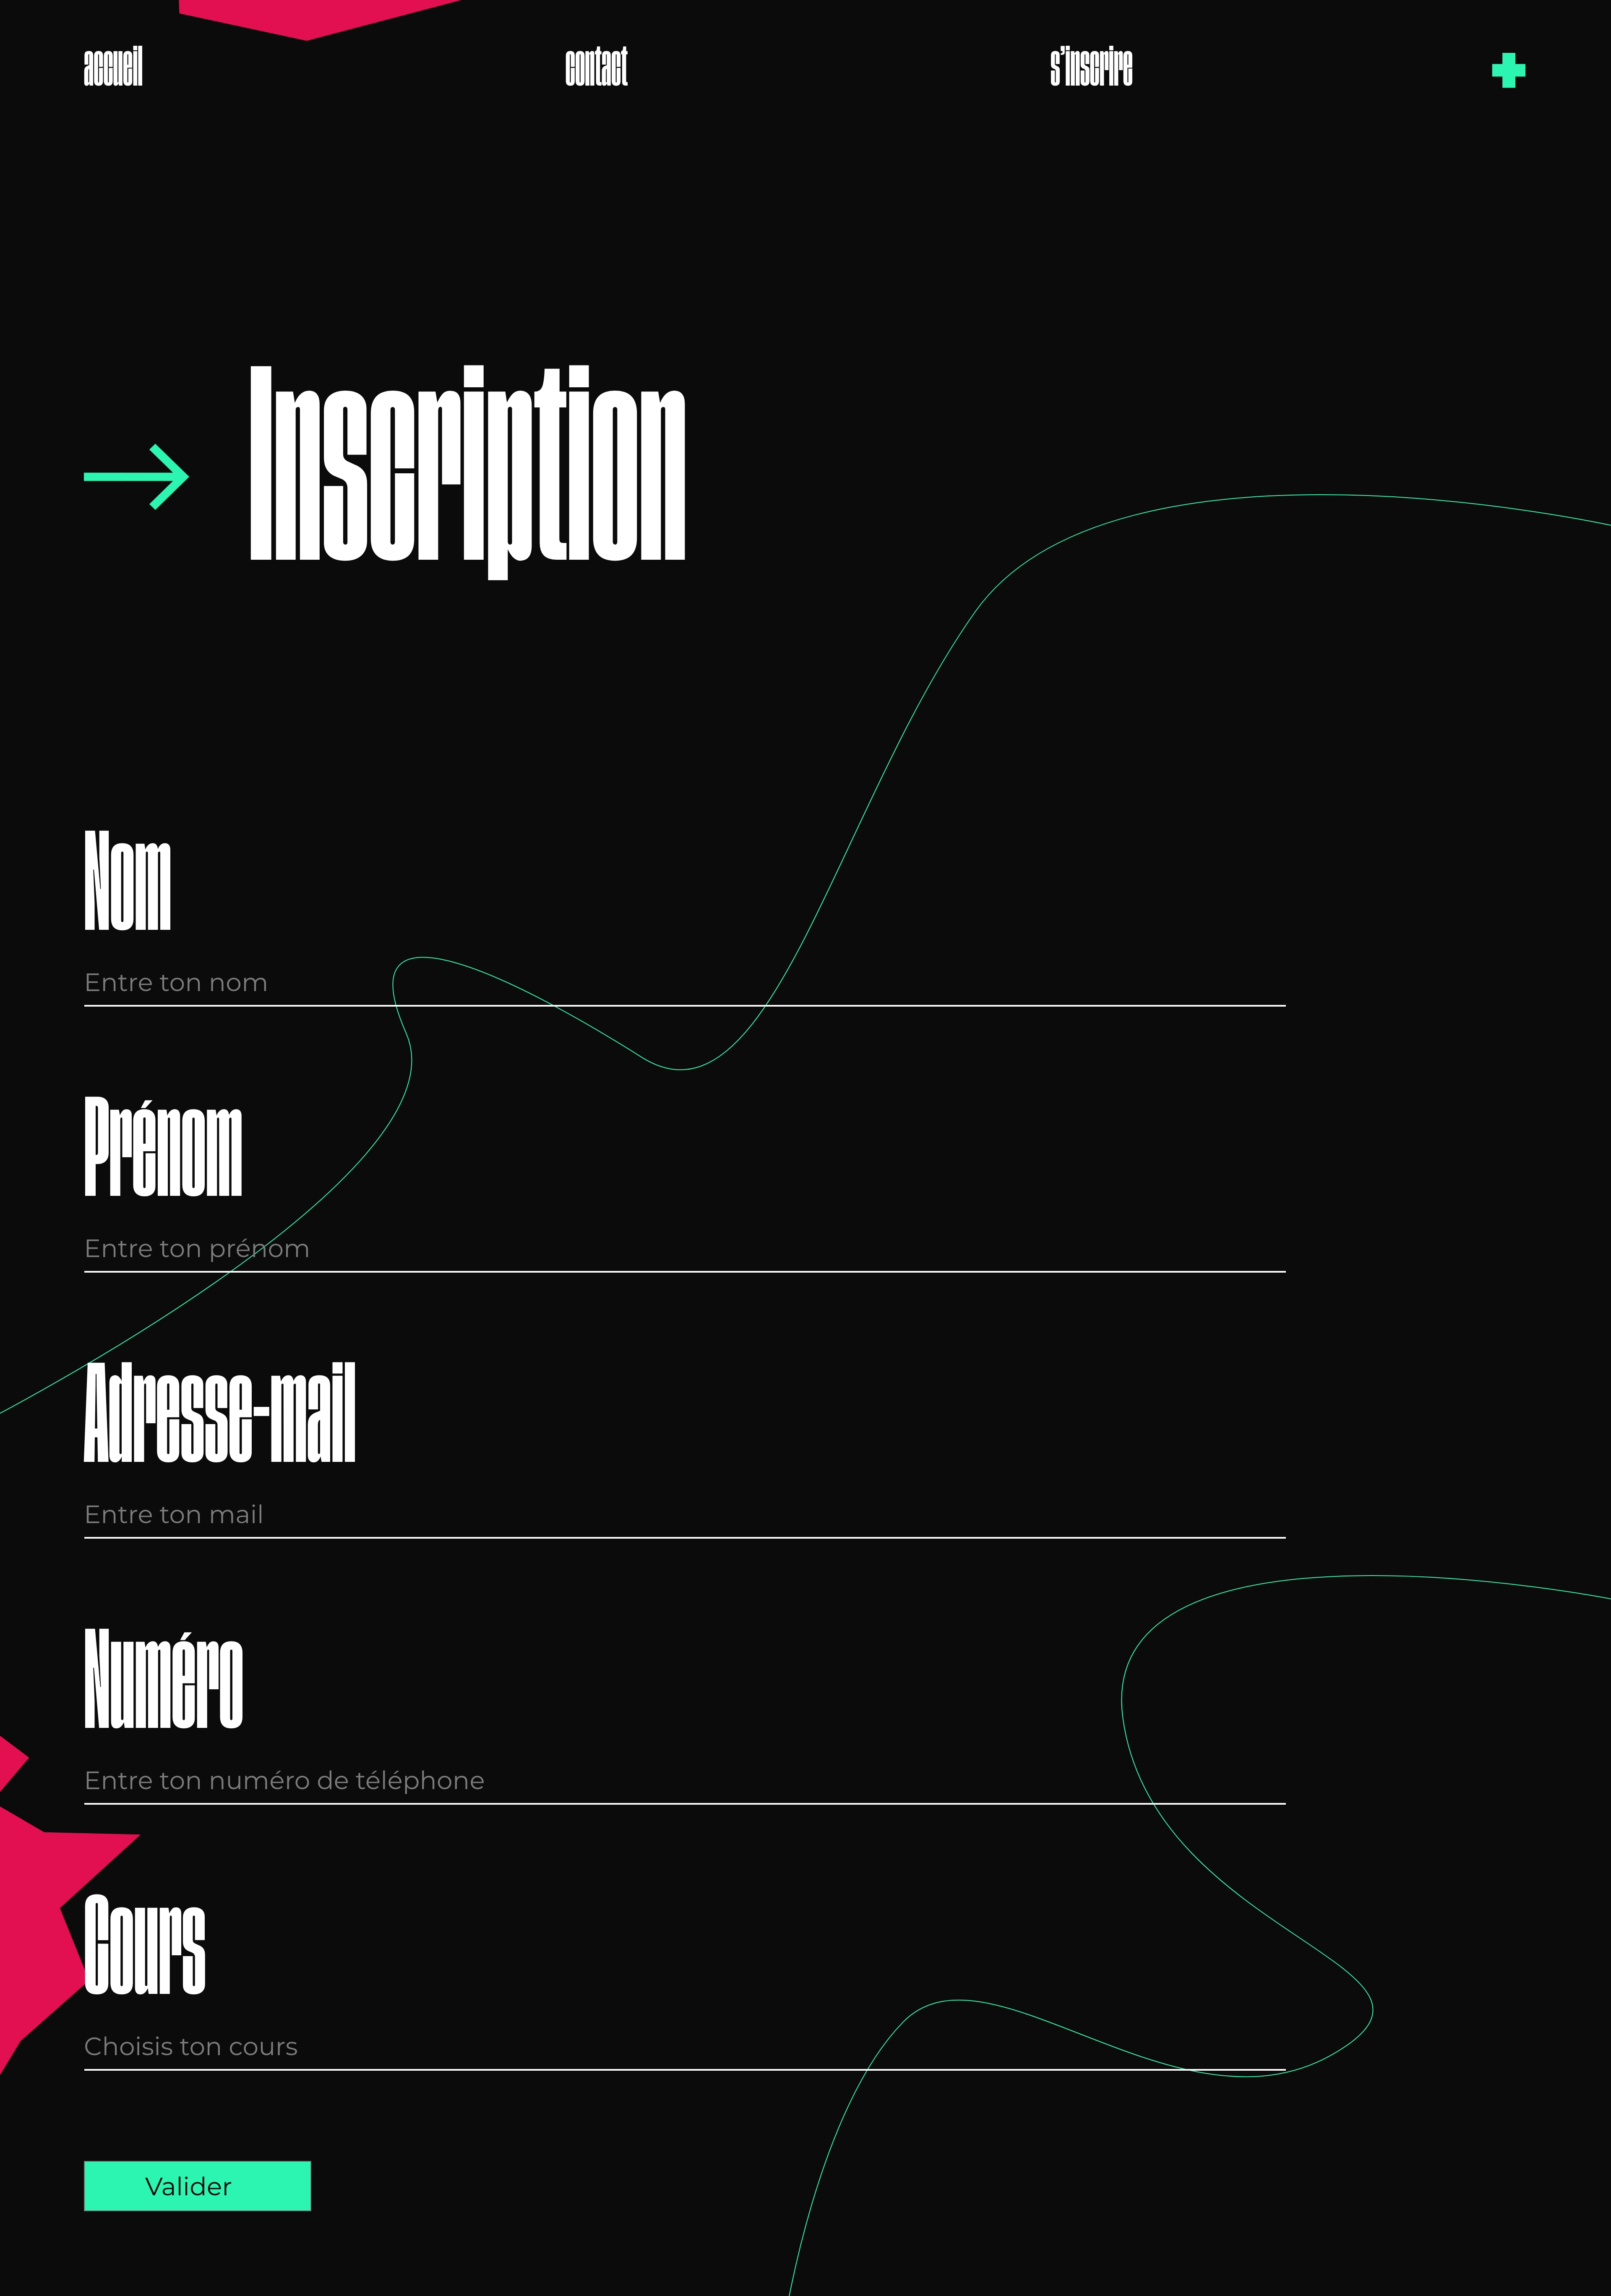 accueil
contact
s'inscrire
Inscription
Nom
Entre ton nom
Prénom
Entre ton prénom
Adresse-mail
Entre ton mail
Numéro
Entre ton numéro de téléphone
Cours
Choisis ton cours
Valider